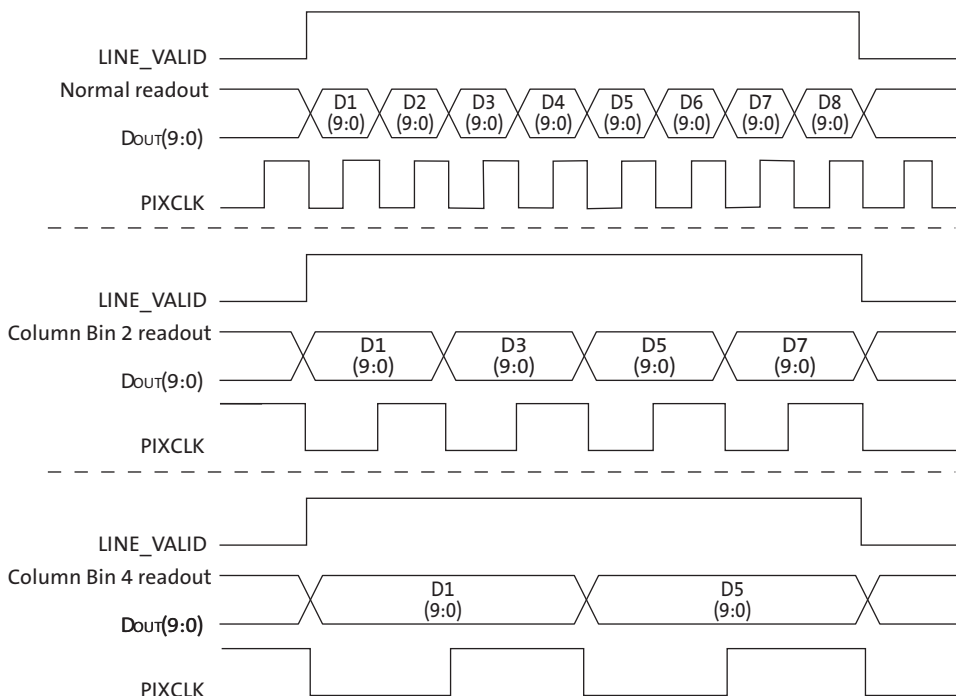 LINE_VALID
Normal readout
D1 D2 D3 D4 D5 D6 D7 D8
(9:0) (9:0) (9:0) (9:0) (9:0) (9:0) (9:0) (9:0)
DOUT(9:0)
PIXCLK
LINE_VALID
Column Bin 2 readout
D1 D3 D5 D7
(9:0) (9:0) (9:0) (9:0)
DOUT(9:0)
PIXCLK
LINE_VALID
Column Bin 4 readout
D1 D5
(9:0) (9:0)
DOUT(9:0)
PIXCLK